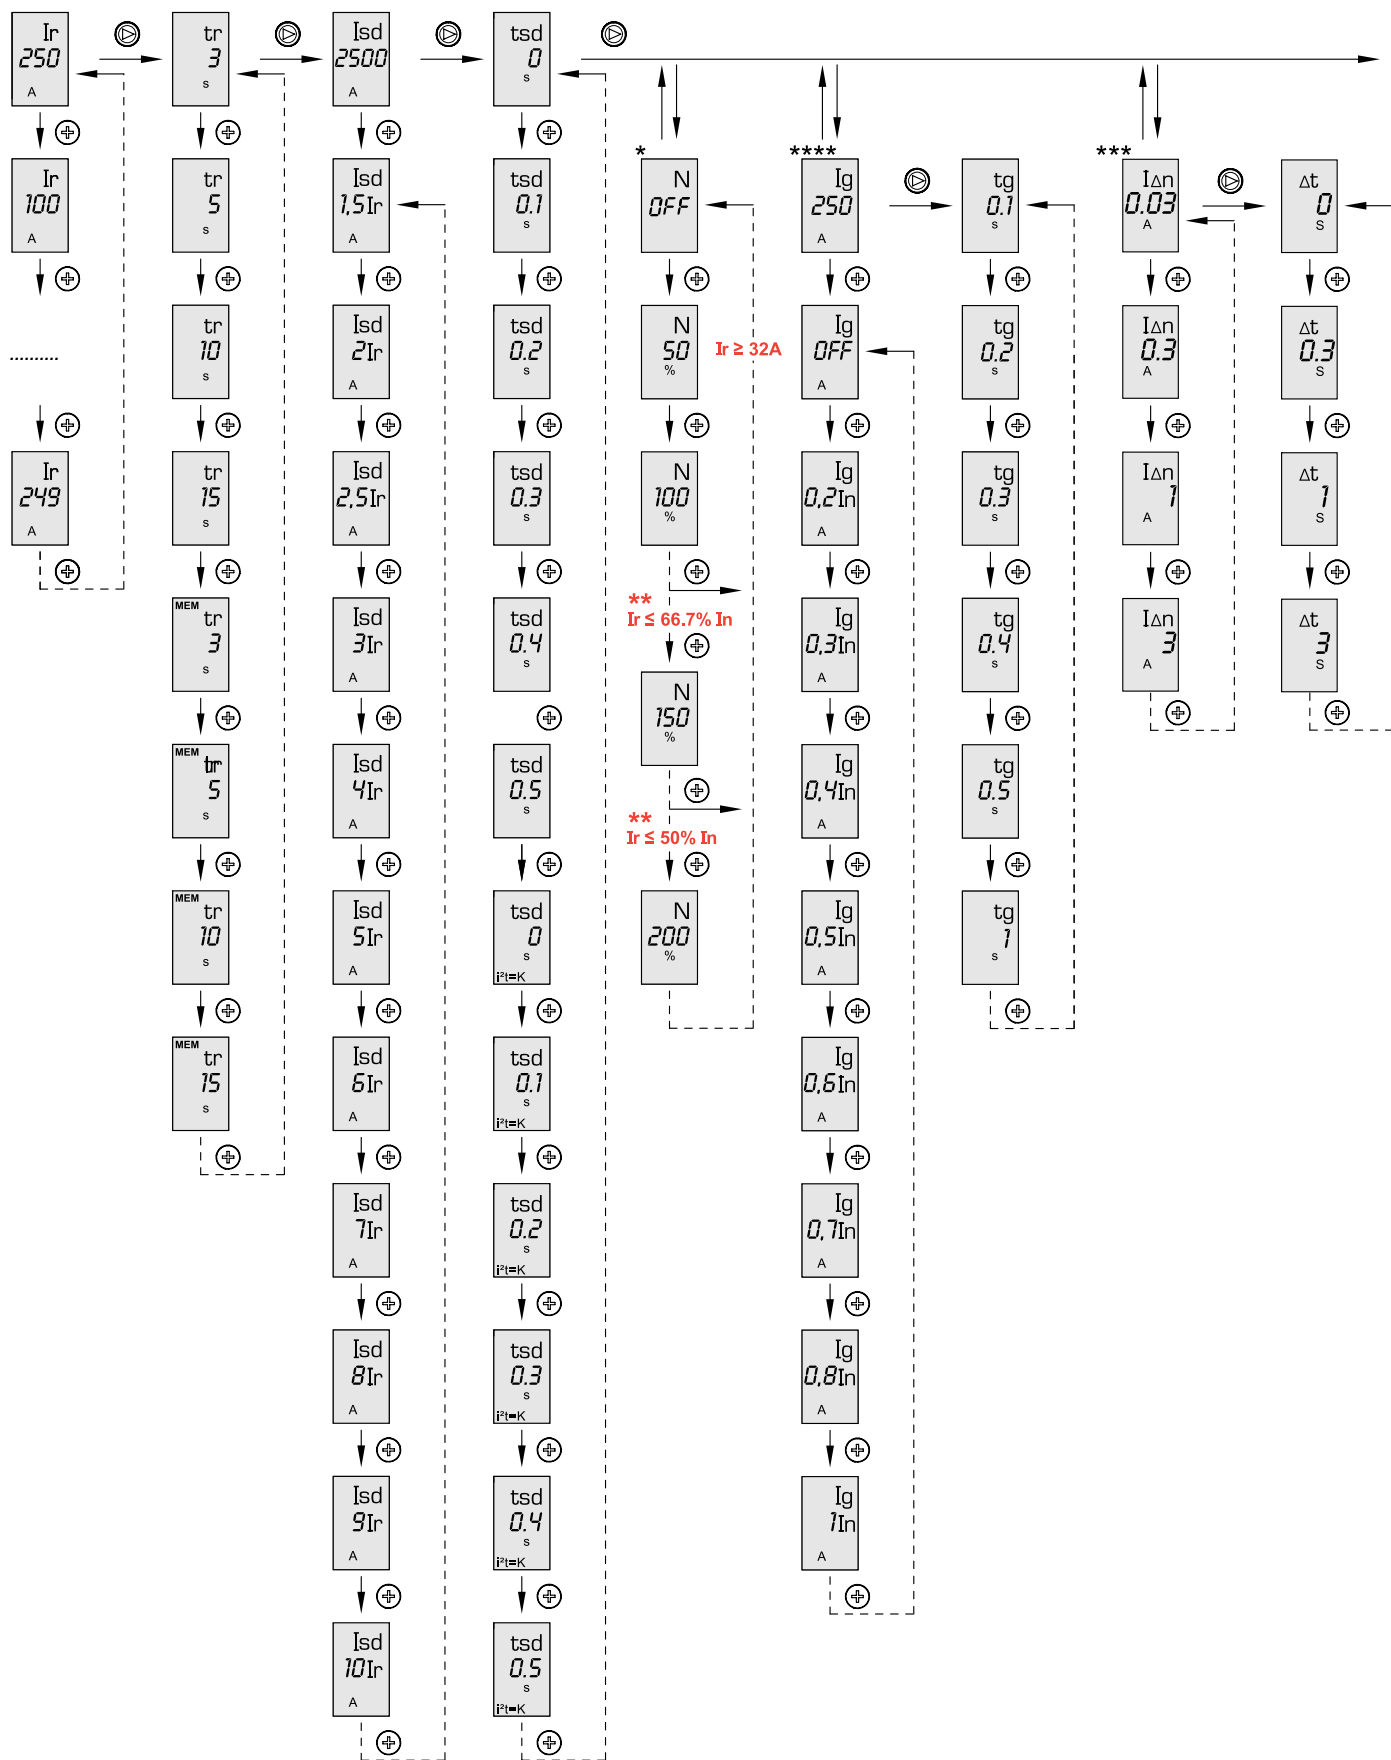 Ir
250
A
Ir
100
A
..........
Ir
249
A
tr
3
s
tr
5
s
tr
10
s
tr
15
s
MEM
tr
3
s
MEM
tr
5
s
MEM
tr
10
s
MEM
tr
15
s
Isd
2500
A
Isd
1,5Ir
A
Isd
2Ir
A
Isd
2,5Ir
A
Isd
3Ir
A
Isd
4Ir
A
Isd
5Ir
A
Isd
6Ir
A
Isd
7Ir
A
Isd
8Ir
A
Isd
9Ir
A
Isd
10Ir
A
tsd
0
s
tsd
0.1
s
tsd
0.2
s
tsd
0.3
s
tsd
0.4
s
tsd
0.5
s
tsd
0
s
i²t=K
tsd
0.1
s
i²t=K
tsd
0.2
s
i²t=K
tsd
0.3
s
i²t=K
tsd
0.4
s
i²t=K
tsd
0.5
s
i²t=K
*
N
OFF
N
50
%
Ir ≥ 32A
N
100
%
**
Ir ≤ 66.7% In
N
150
%
**
Ir ≤ 50% In
N
200
%
****
Ig
250
A
Ig
OFF
A
Ig
0,2In
A
Ig
0,3In
A
Ig
0,4In
A
Ig
0,5In
A
Ig
0,6In
A
Ig
0,7In
A
Ig
0,8In
A
Ig
1In
A
tg
0.1
s
tg
0.2
s
tg
0.3
s
tg
0.4
s
tg
0.5
s
tg
1
s
***
IΔn
0.03
A
IΔn
0.3
A
IΔn
1
A
IΔn
3
A
Δt
0
S
Δt
0.3
S
Δt
1
S
Δt
3
S